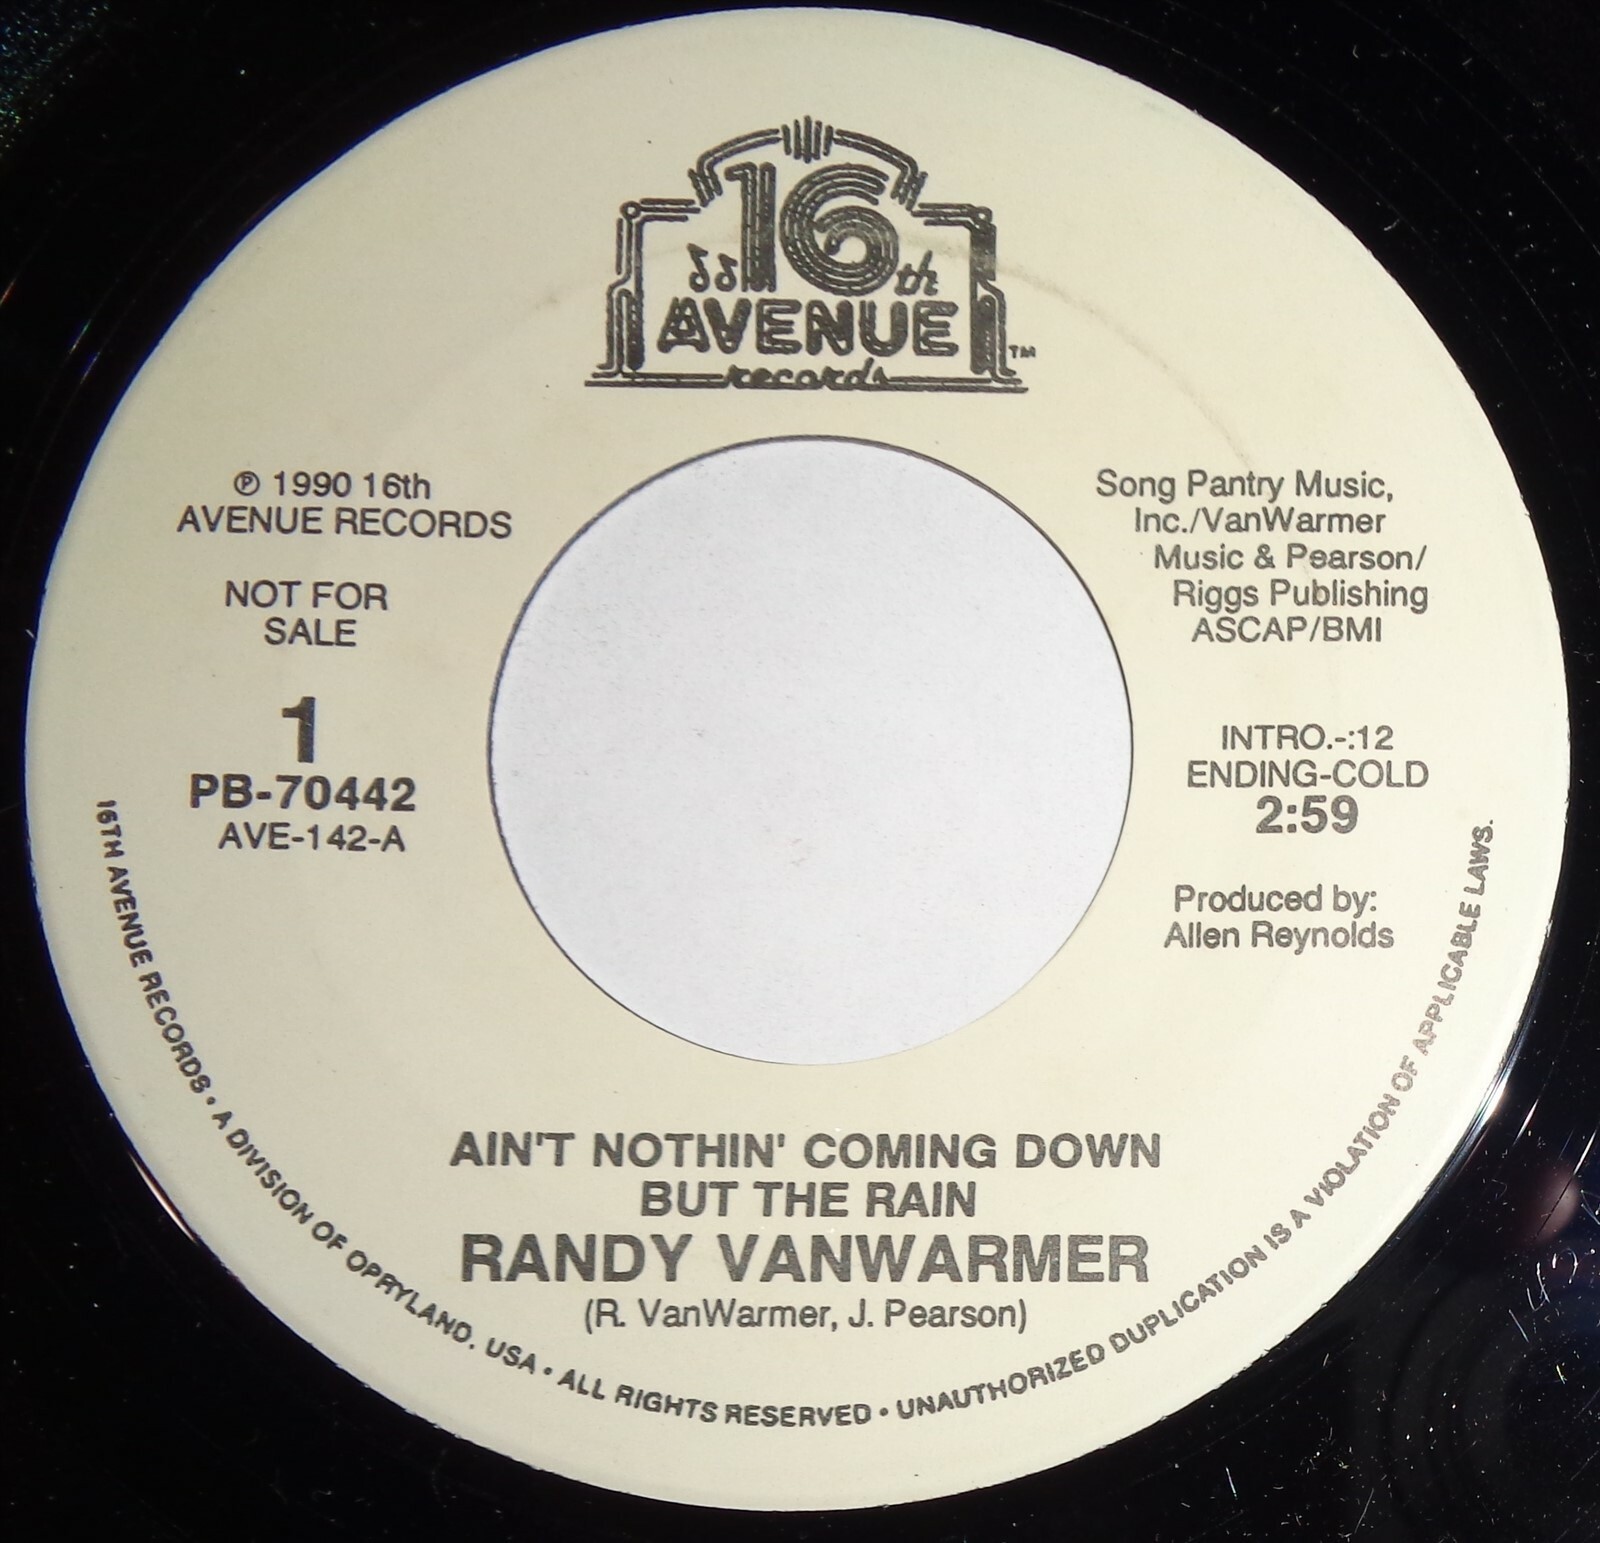 16th
AVENUE
records TM
℗ 1990 16th
AVENUE RECORDS
NOT FOR
SALE
1
PB-70442
AVE-142-A
Song Pantry Music,
Inc./VanWarmer
Music & Pearson/
Riggs Publishing
ASCAP/BMI
INTRO.-:12
ENDING-COLD
2:59
Produced by:
Allen Reynolds
AIN'T NOTHIN' COMING DOWN
BUT THE RAIN
RANDY VANWARMER
(R. VanWarmer, J. Pearson)
16TH AVENUE RECORDS • A DIVISION OF OPRYLAND, USA • ALL RIGHTS RESERVED • UNAUTHORIZED DUPLICATION IS A VIOLATION OF APPLICABLE LAWS.